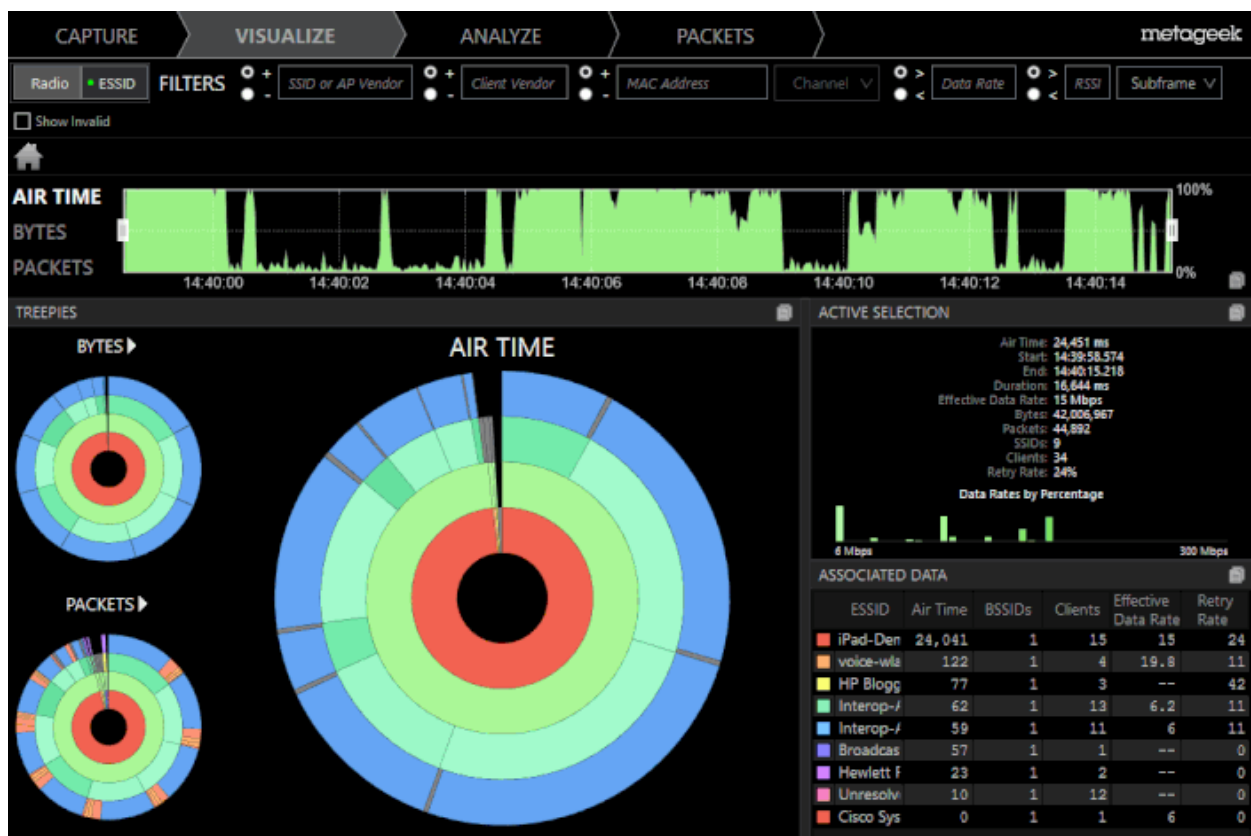 CAPTURE VISUALIZE ANALYZE PACKETS metageek
Radio ESSID FILTERS + - SSID or AP Vendor + - Client Vendor + - MAC Address Channel > < Data Rate > < RSSI Subframe
Show Invalid
AIR TIME
BYTES
PACKETS
100%
0%
14:40:00 14:40:02 14:40:04 14:40:06 14:40:08 14:40:10 14:40:12 14:40:14
TREEPIES
BYTES
AIR TIME
PACKETS
ACTIVE SELECTION
Air Time: 24,451 ms
Start: 14:39:58.574
End: 14:40:15.218
Duration: 16,644 ms
Effective Data Rate: 15 Mbps
Bytes: 42,006,967
Packets: 44,892
SSIDs: 9
Clients: 34
Retry Rate: 24%
Data Rates by Percentage
6 Mbps 300 Mbps
ASSOCIATED DATA
ESSID Air Time BSSIDs Clients Effective Data Rate Retry Rate
iPad-Den 24,041 1 15 15 24
voice-wla 122 1 4 19.8 11
HP Blogg 77 1 3 -- 42
Interop-A 62 1 13 6.2 11
Interop-A 59 1 11 6 11
Broadcas 57 1 1 -- 0
Hewlett P 23 1 2 -- 0
Unresolv 10 1 12 -- 0
Cisco Sys 0 1 1 6 0